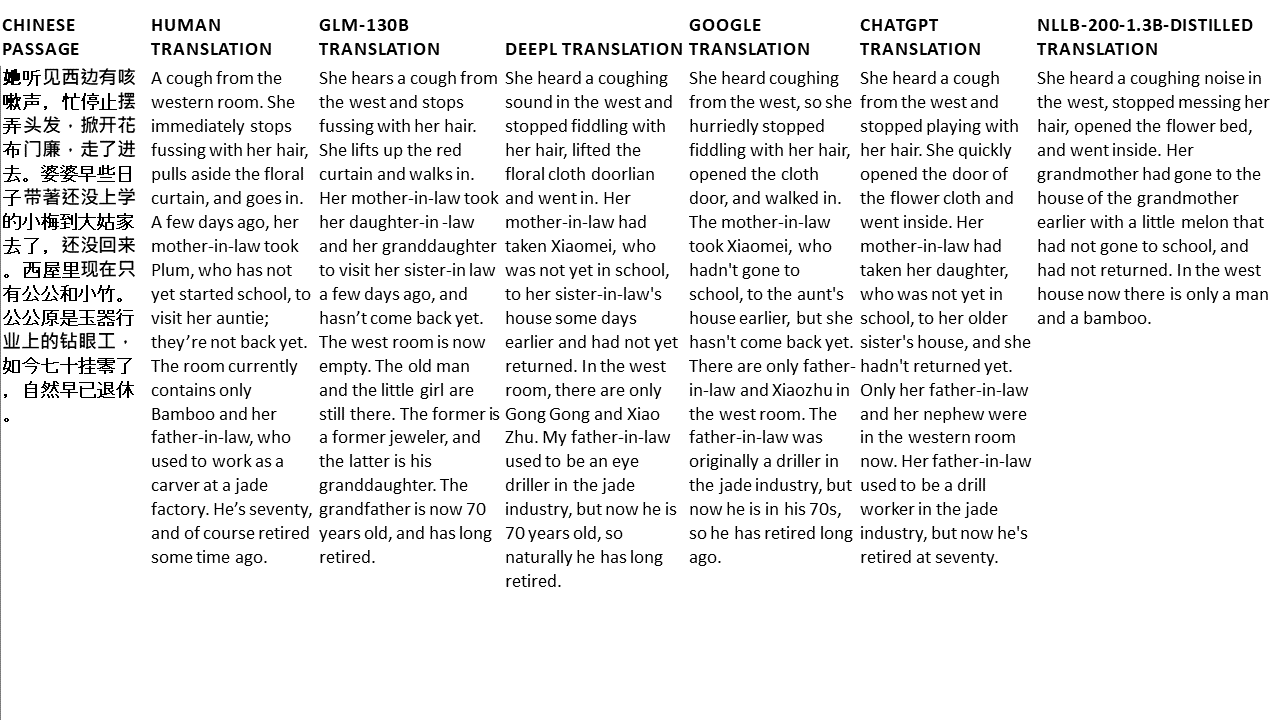 CHINESE PASSAGE
她听见西边有咳
嗽声，忙停止摆
弄头发，掀开花
布门廉，走了进
去。婆婆早些日
子带著还没上学
的小梅到大姑家
去了，还没回来
。西屋里现在只
有公公和小竹。
公公原是玉器行
业上的钻眼工，
如今七十挂零了
，自然早已退休
。
HUMAN TRANSLATION
A cough from the
western room. She
immediately stops
fussing with her hair,
pulls aside the floral
curtain, and goes in.
A few days ago, her
mother-in-law took
Plum, who has not
yet started school, to
visit her auntie;
they’re not back yet.
The room currently
contains only
Bamboo and her
father-in-law, who
used to work as a
carver at a jade
factory. He’s seventy,
and of course retired
some time ago.
GLM-130B TRANSLATION
She hears a cough from
the west and stops
fussing with her hair.
She lifts up the red
curtain and walks in.
Her mother-in-law took
her daughter-in -law
and her granddaughter
to visit her sister-in law
a few days ago, and
hasn’t come back yet.
The west room is now
empty. The old man
and the little girl are
still there. The former is
a former jeweler, and
the latter is his
granddaughter. The
grandfather is now 70
years old, and has long
retired.
DEEPL TRANSLATION
She heard a coughing
sound in the west and
stopped fiddling with
her hair, lifted the
floral cloth doorlian
and went in. Her
mother-in-law had
taken Xiaomei, who
was not yet in school,
to her sister-in-law's
house some days
earlier and had not yet
returned. In the west
room, there are only
Gong Gong and Xiao
Zhu. My father-in-law
used to be an eye
driller in the jade
industry, but now he is
70 years old, so
naturally he has long
retired.
GOOGLE TRANSLATION
She heard coughing
from the west, so she
hurriedly stopped
fiddling with her hair,
opened the cloth
door, and walked in.
The mother-in-law
took Xiaomei, who
hadn't gone to
school, to the aunt's
house earlier, but she
hasn't come back yet.
There are only father-
in-law and Xiaozhu in
the west room. The
father-in-law was
originally a driller in
the jade industry, but
now he is in his 70s,
so he has retired long
ago.
CHATGPT TRANSLATION
She heard a cough
from the west and
stopped playing with
her hair. She quickly
opened the door of
the flower cloth and
went inside. Her
mother-in-law had
taken her daughter,
who was not yet in
school, to her older
sister's house, and she
hadn't returned yet.
Only her father-in-law
and her nephew were
in the western room
now. Her father-in-law
used to be a drill
worker in the jade
industry, but now he's
retired at seventy.
NLLB-200-1.3B-DISTILLED TRANSLATION
She heard a coughing noise in
the west, stopped messing her
hair, opened the flower bed,
and went inside. Her
grandmother had gone to the
house of the grandmother
earlier with a little melon that
had not gone to school, and
had not returned. In the west
house now there is only a man
and a bamboo.